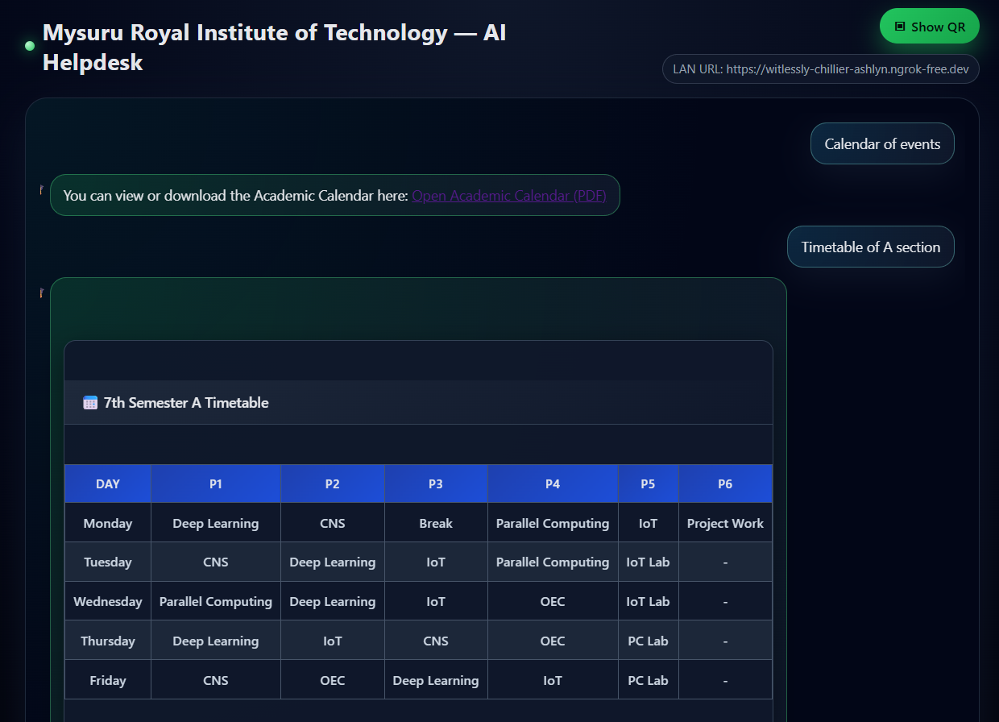 Mysuru Royal Institute of Technology — AI
Helpdesk
Show QR
LAN URL: https://witlessly-chillier-ashlyn.ngrok-free.dev
Calendar of events
You can view or download the Academic Calendar here: Open Academic Calendar (PDF)
Timetable of A section
7th Semester A Timetable
DAY P1 P2 P3 P4 P5 P6
Monday Deep Learning CNS Break Parallel Computing IoT Project Work
Tuesday CNS Deep Learning IoT Parallel Computing IoT Lab -
Wednesday Parallel Computing Deep Learning IoT OEC IoT Lab -
Thursday Deep Learning IoT CNS OEC PC Lab -
Friday CNS OEC Deep Learning IoT PC Lab -